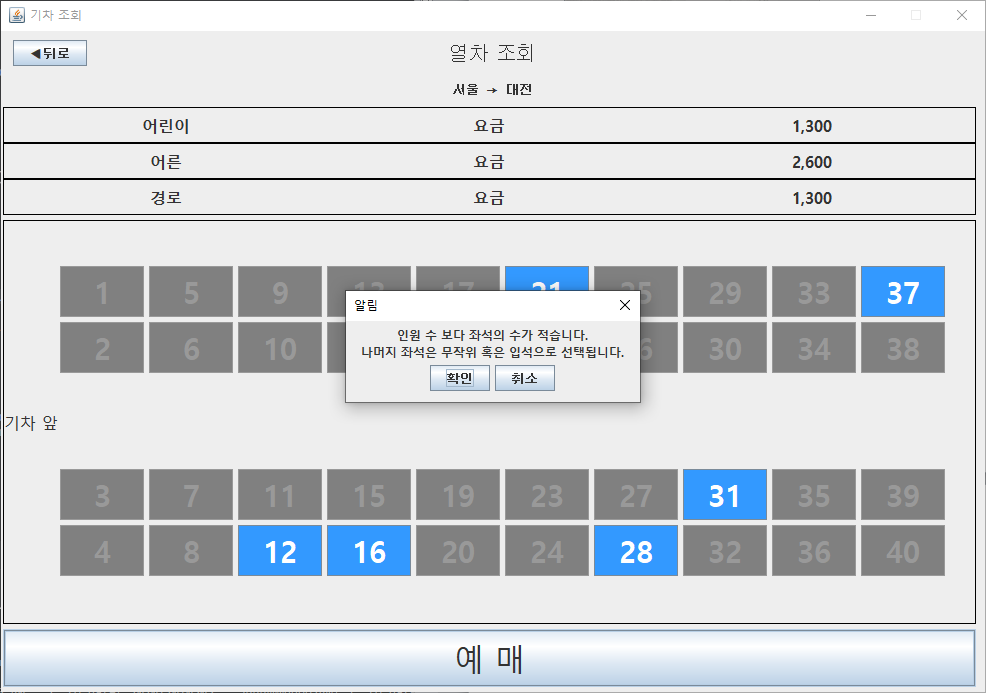 기차 조회
◀뒤로
열차 조회
서울 → 대전
어린이 요금 1,300
어른 요금 2,600
경로 요금 1,300
1 5 9 13 17 21 25 29 33 37
2 6 10 30 34 38
알림
인원 수 보다 좌석의 수가 적습니다.
나머지 좌석은 무작위 혹은 입석으로 선택됩니다.
확인 취소
기차 앞
3 7 11 15 19 23 27 31 35 39
4 8 12 16 20 24 28 32 36 40
예 매